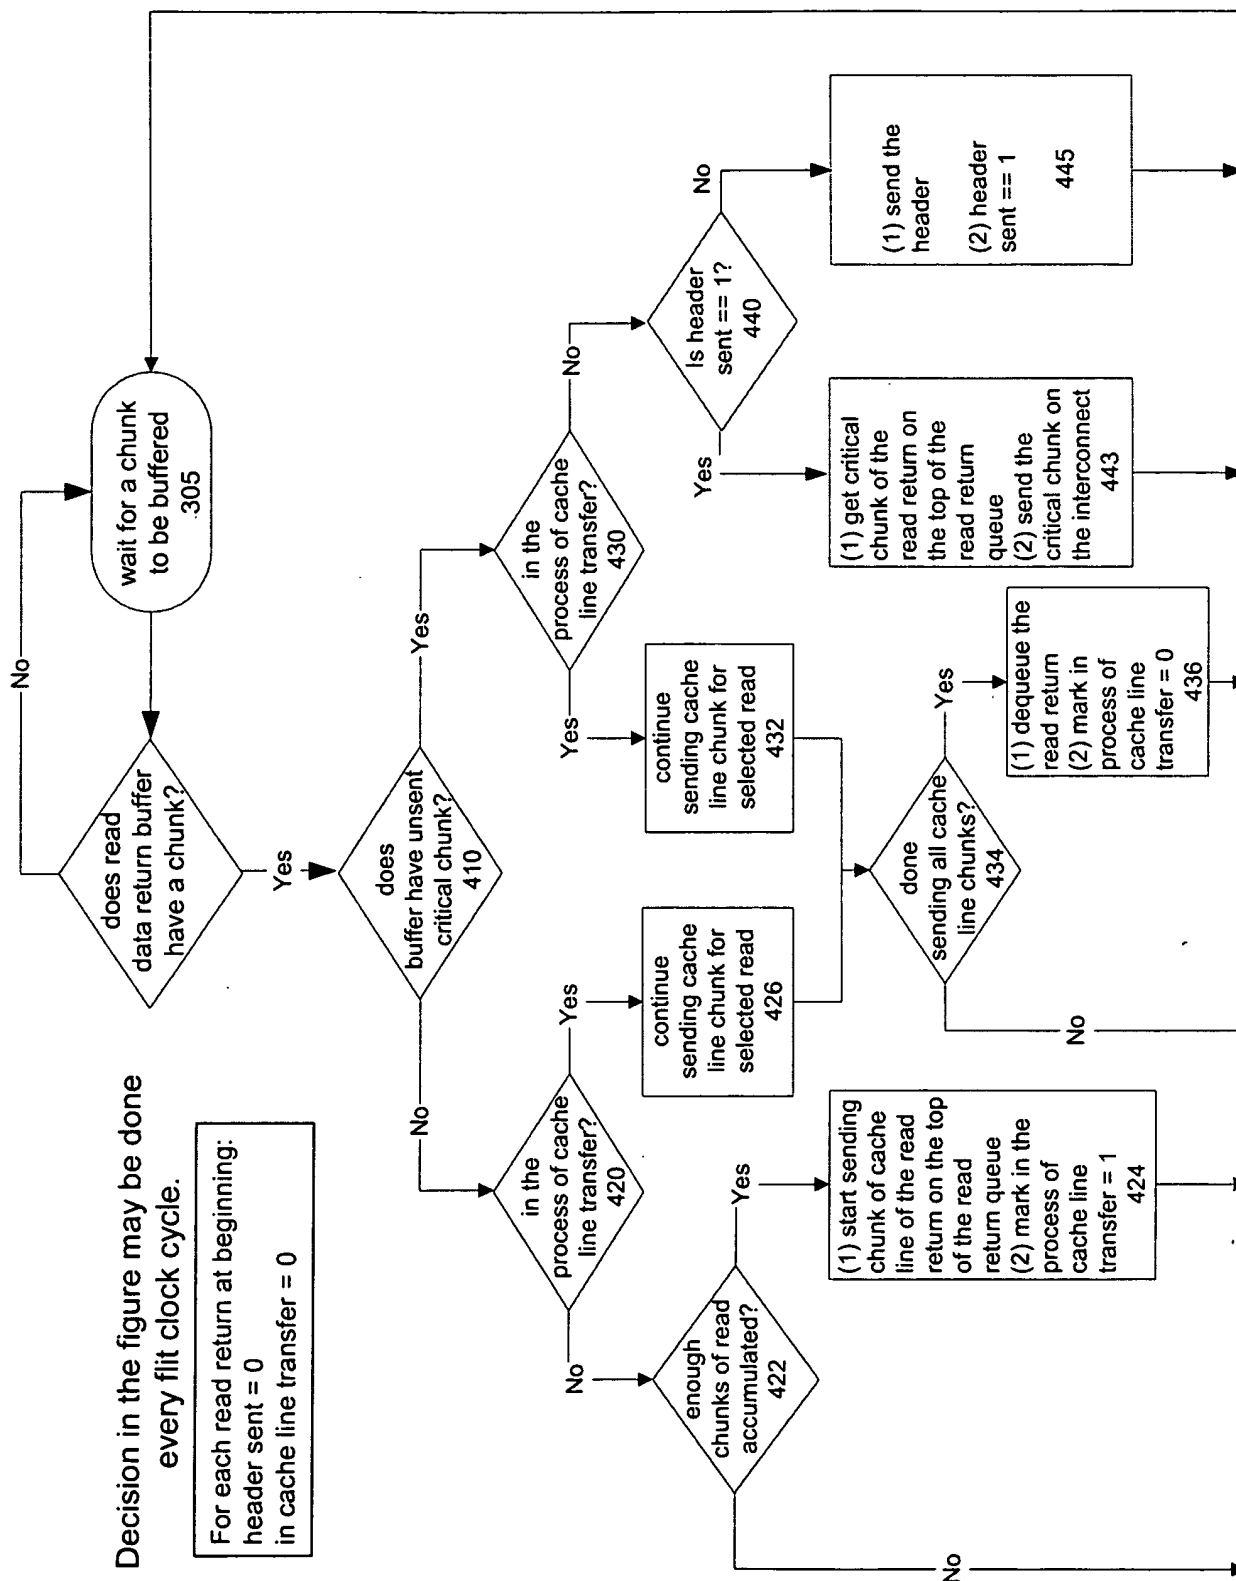 Decision in the figure may be done
every flit clock cycle.
For each read return at beginning:
header sent = 0
in cache line transfer = 0
No
wait for a chunk
to be buffered
305
does read
data return buffer
have a chunk?
Yes
does
buffer have unsent
critical chunk?
410
No
Yes
in the
process of cache
line transfer?
420
in the
process of cache
line transfer?
430
No
Yes
Yes
No
enough
chunks of read
accumulated?
422
continue
sending cache
line chunk for
selected read
426
continue
sending cache
line chunk for
selected read
432
Is header
sent == 1?
440
Yes
Yes
No
(1) start sending
chunk of cache
line of the read
return on the top
of the read
return queue
(2) mark in the
process of
cache line
transfer = 1
424
done
sending all cache
line chunks?
434
(1) get critical
chunk of the
read return on
the top of the
read return
queue
(2) send the
critical chunk on
the interconnect
443
(1) send the
header
(2) header
sent == 1
445
Yes
(1) dequeue the
read return
(2) mark in
process of
cache line
transfer = 0
436
No
No